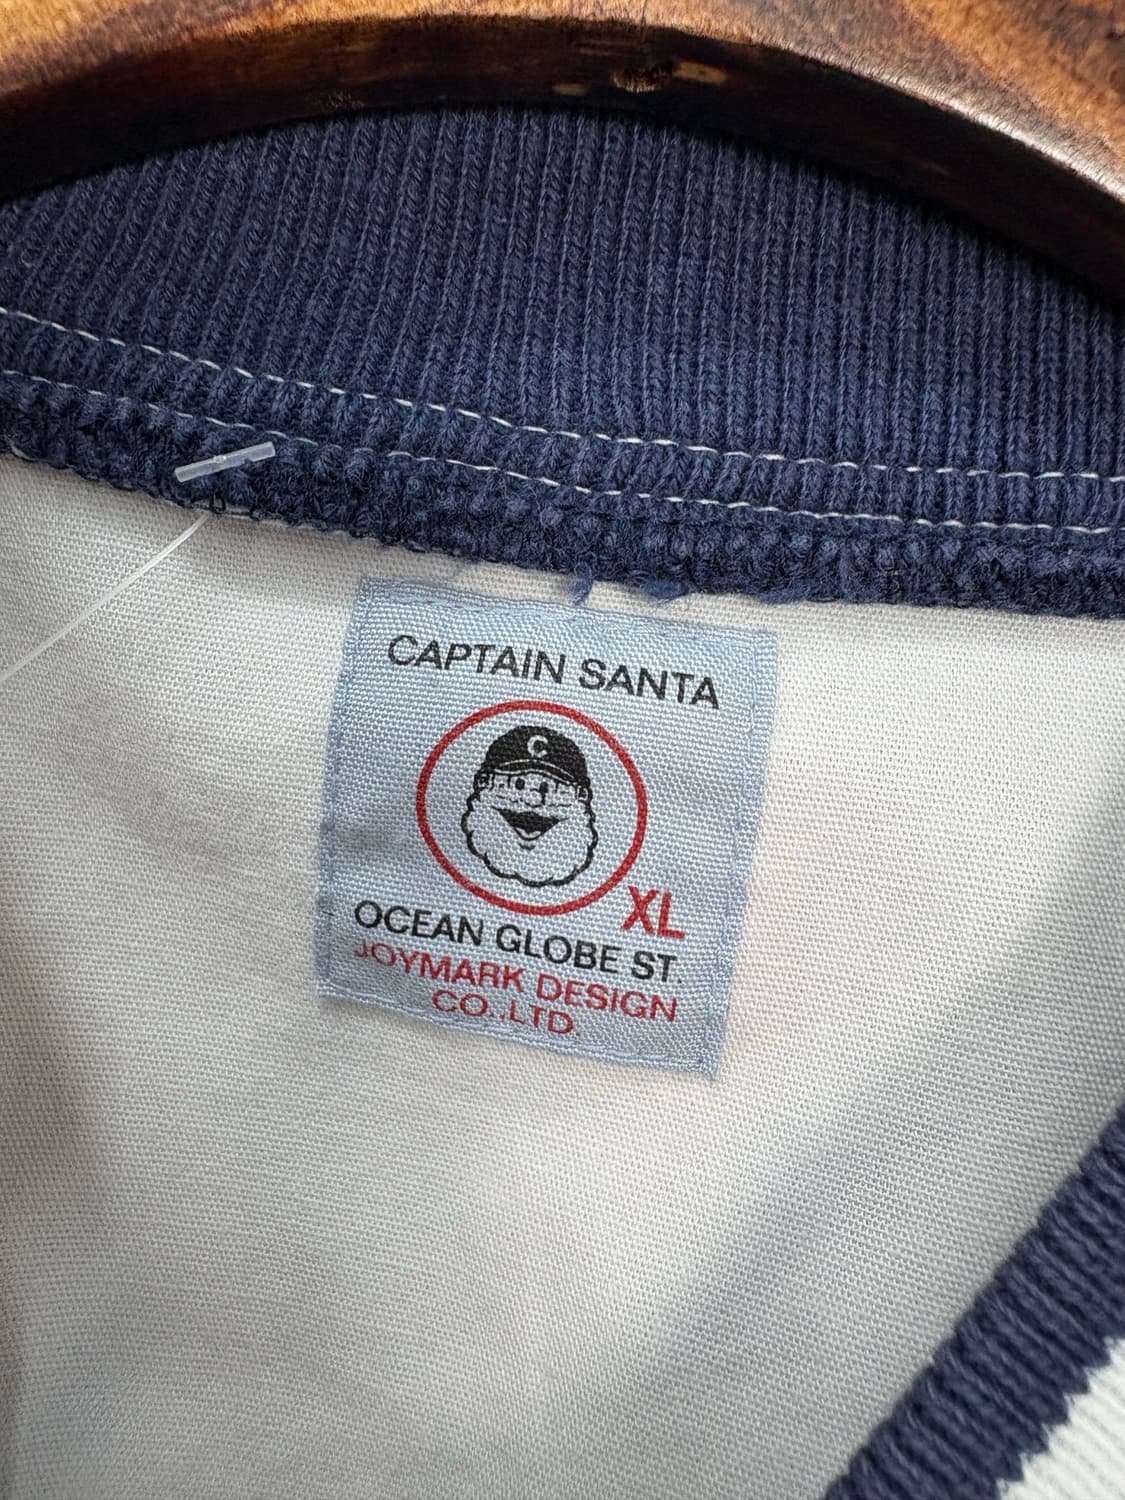 CAPTAIN SANTA
C
XL
OCEAN GLOBE ST.
JOYMARK DESIGN
CO.,LTD.